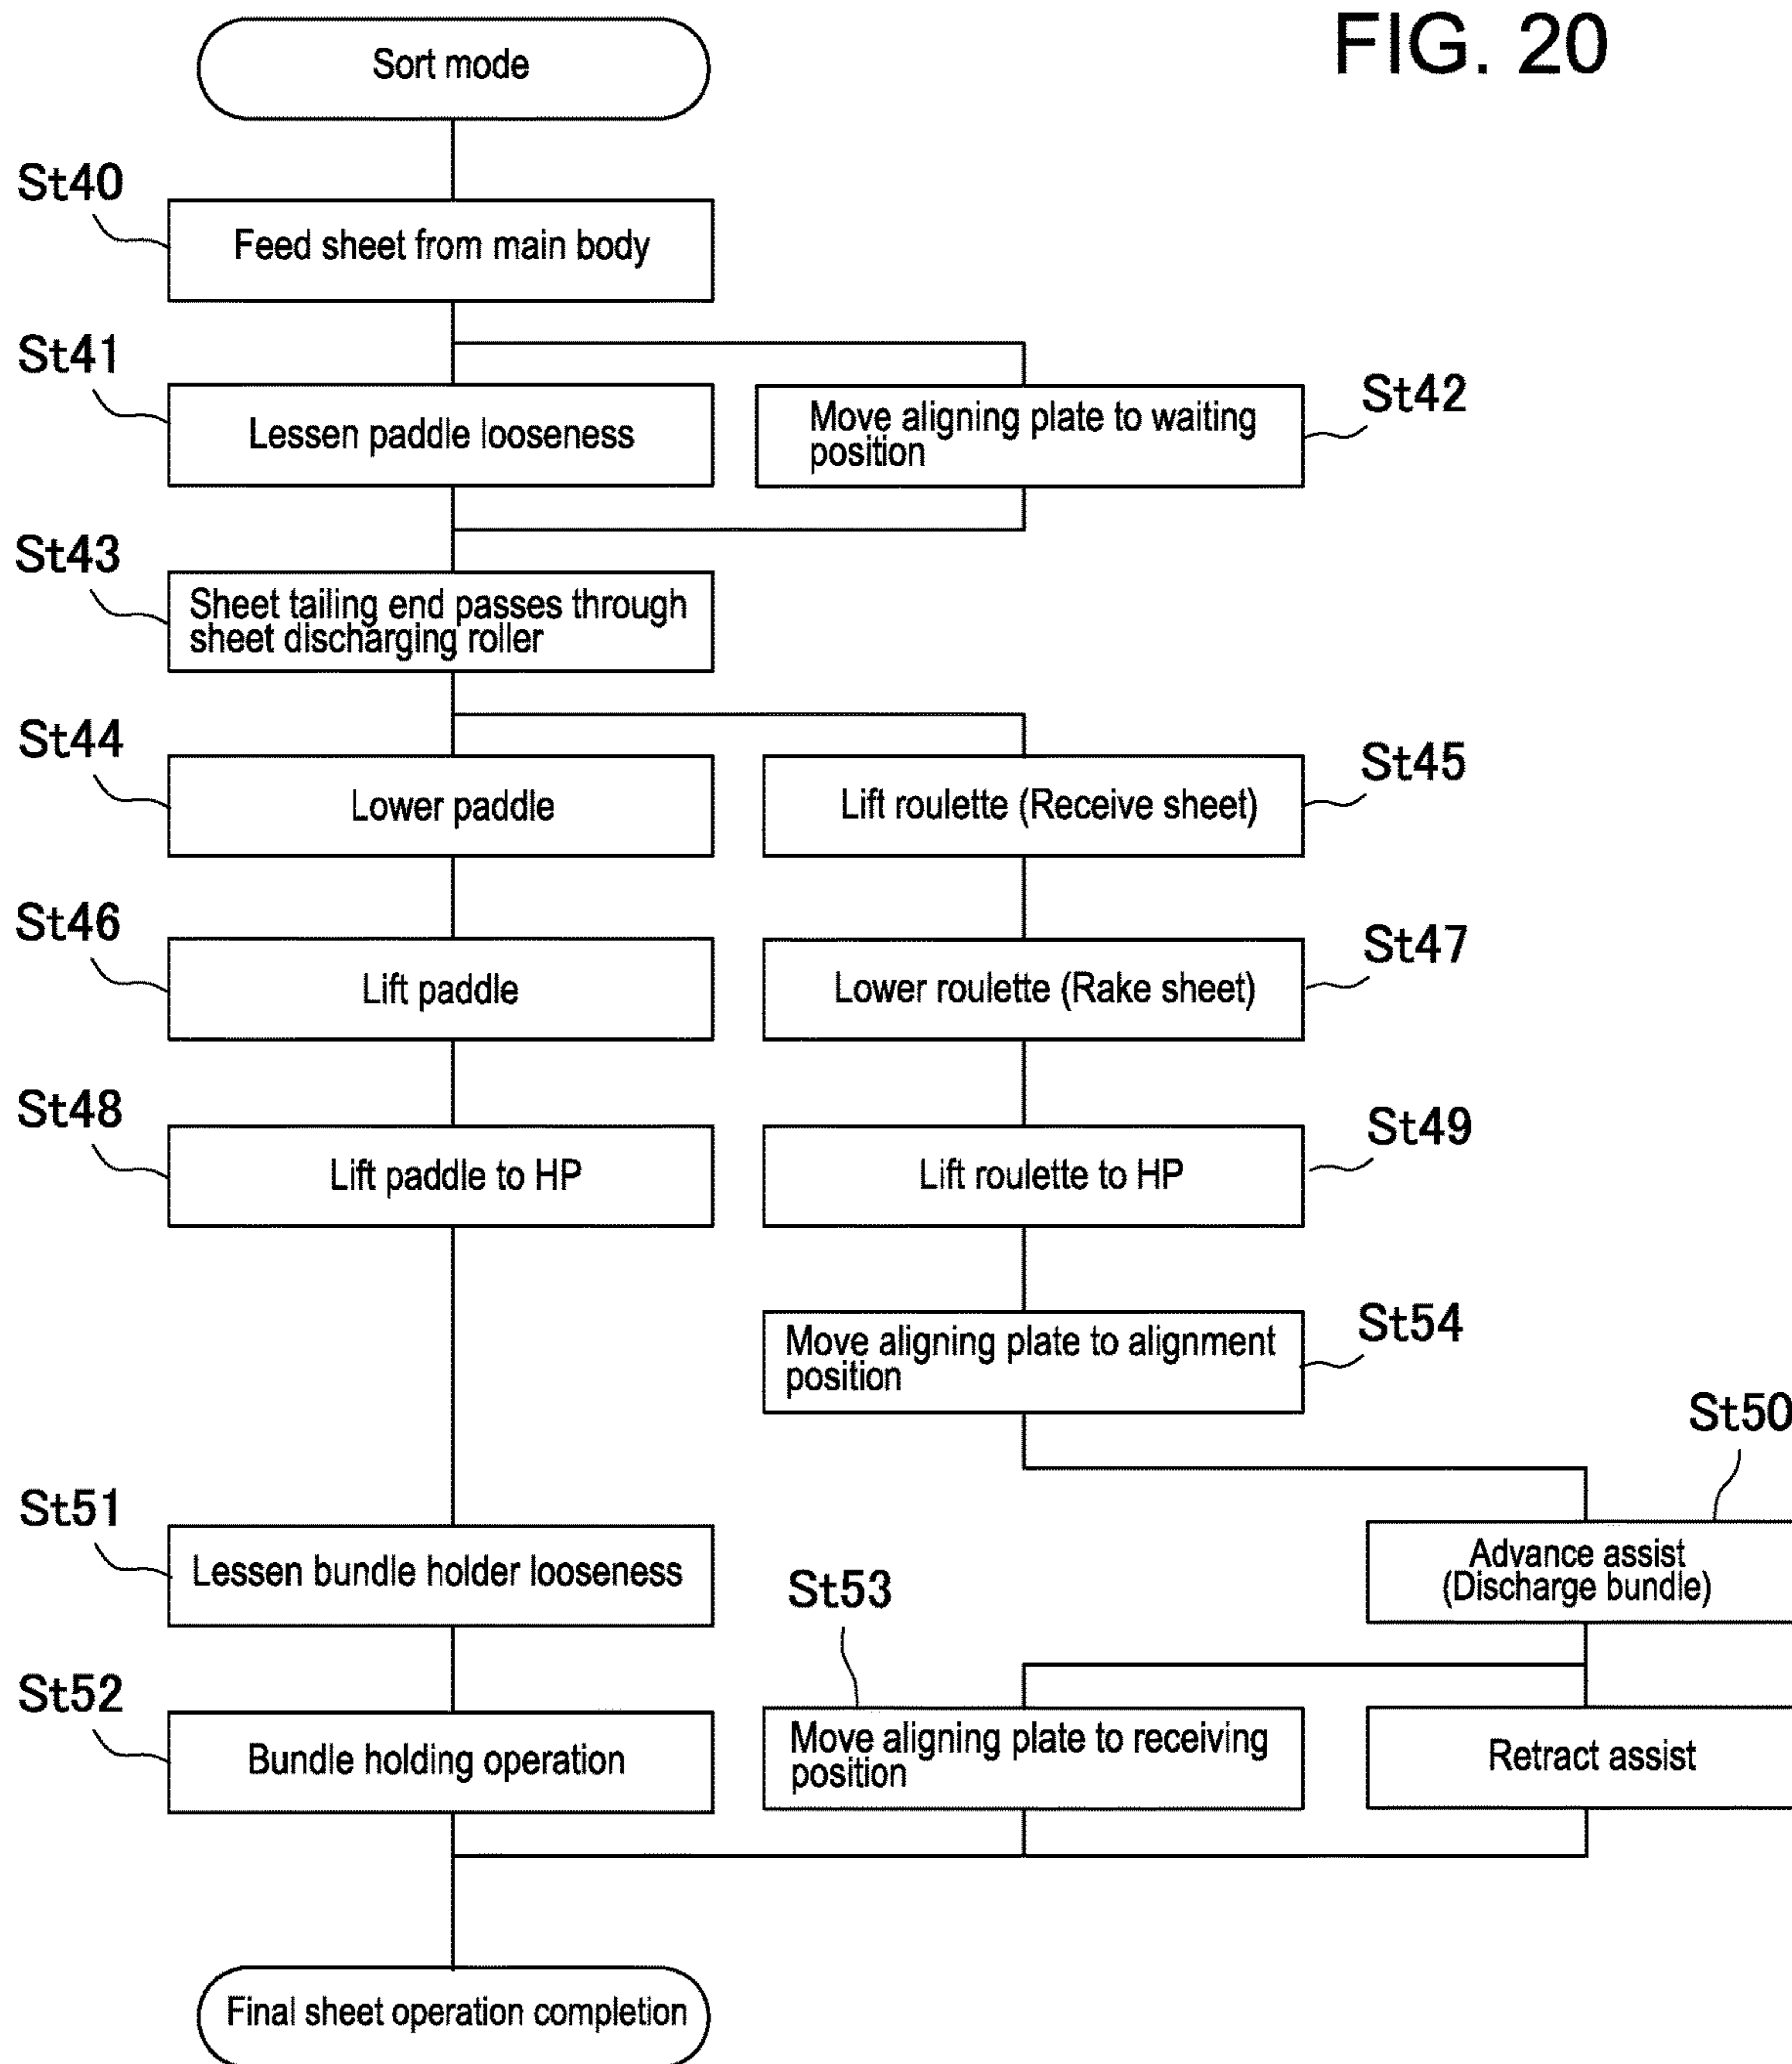 FIG. 20
Sort mode
St40
Feed sheet from main body
St41
Lessen paddle looseness
Move aligning plate to waiting
position
St42
St43
Sheet tailing end passes through
sheet discharging roller
St44
Lower paddle
Lift roulette (Receive sheet)
St45
St46
Lift paddle
Lower roulette (Rake sheet)
St47
St48
Lift paddle to HP
Lift roulette to HP
St49
Move aligning plate to alignment
position
St54
St50
St51
Lessen bundle holder looseness
Advance assist
(Discharge bundle)
St53
St52
Bundle holding operation
Move aligning plate to receiving
position
Retract assist
Final sheet operation completion